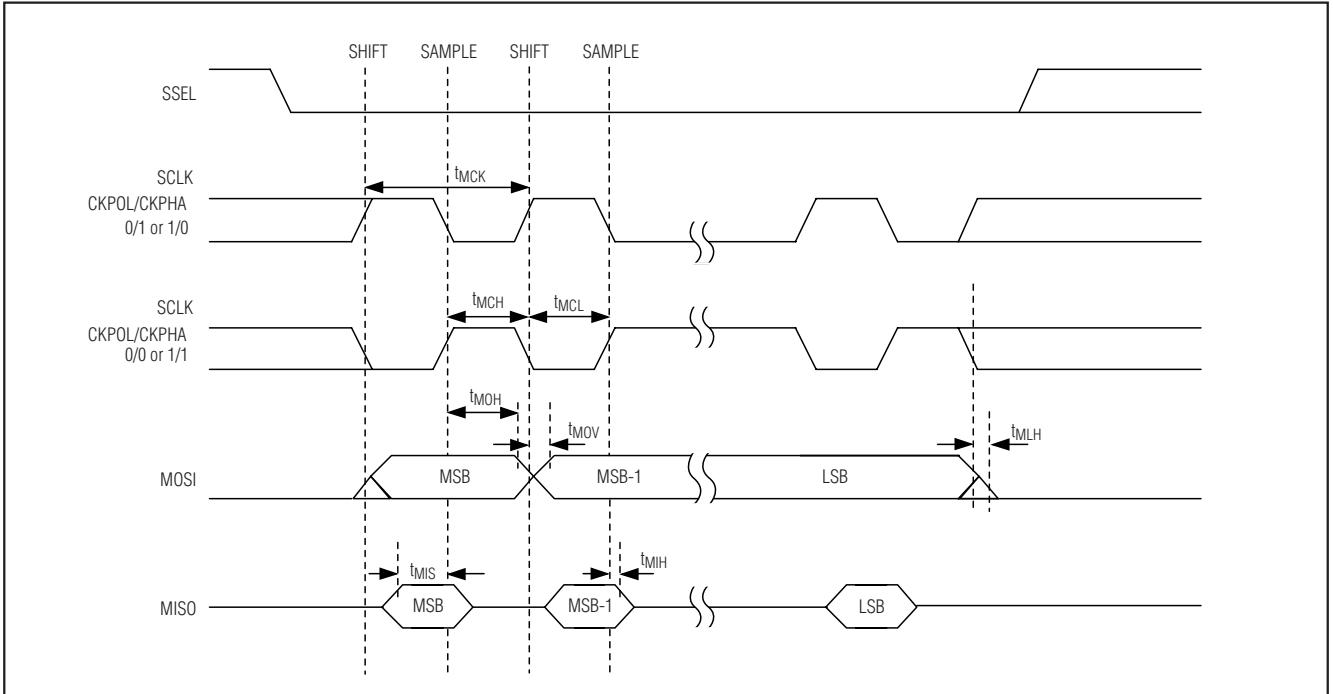 SHIFT SAMPLE SHIFT SAMPLE
SSEL
tMCK
SCLK
CKPOL/CKPHA
0/1 or 1/0
tMCH tMCL
SCLK
CKPOL/CKPHA
0/0 or 1/1
tMOH
tMOV
tMLH
MOSI MSB MSB-1 LSB
tMIS tMIH
MISO MSB MSB-1 LSB